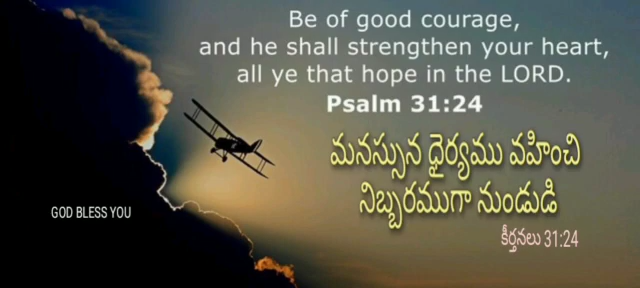 Be of good courage,
and he shall strengthen your heart,
all ye that hope in the LORD.
Psalm 31:24
మనస్సున ధైర్యము వహించి
నిబ్బరముగా నుండుడి
కీర్తనలు 31:24
GOD BLESS YOU